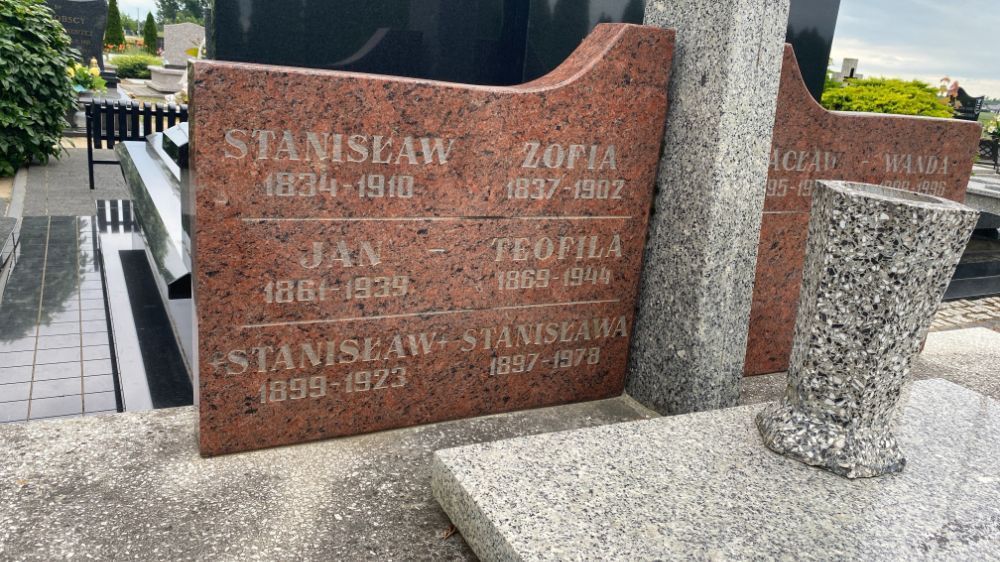 STANISŁAW - ZOFIA
1834-1910 1837-1902
JAN - TEOFILA
1861-1939 1869-1944
+STANISŁAW+ STANISŁAWA
1899-1923 1897-1978
ACŁAW - WANDA